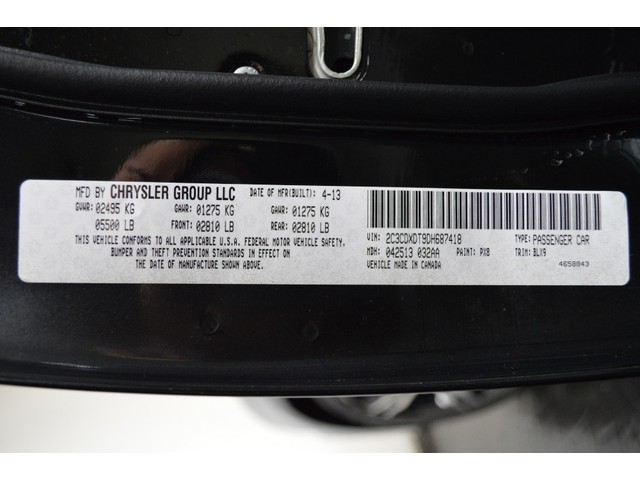 MFD BY CHRYSLER GROUP LLC DATE OF MFR(BUILT): 4-13
GVWR: 02495 KG GAWR: 01275 KG GAWR: 01275 KG
05500 LB FRONT: 02810 LB REAR: 02810 LB
THIS VEHICLE CONFORMS TO ALL APPLICABLE U.S.A. FEDERAL MOTOR VEHICLE SAFETY,
BUMPER AND THEFT PREVENTION STANDARDS IN EFFECT ON
THE DATE OF MANUFACTURE SHOWN ABOVE.
VIN: 2C3CDXDT9DH687418 TYPE: PASSENGER CAR
MDH: 042513 032AA PAINT: PX8 TRIM: BLX9
VEHICLE MADE IN CANADA 4658843